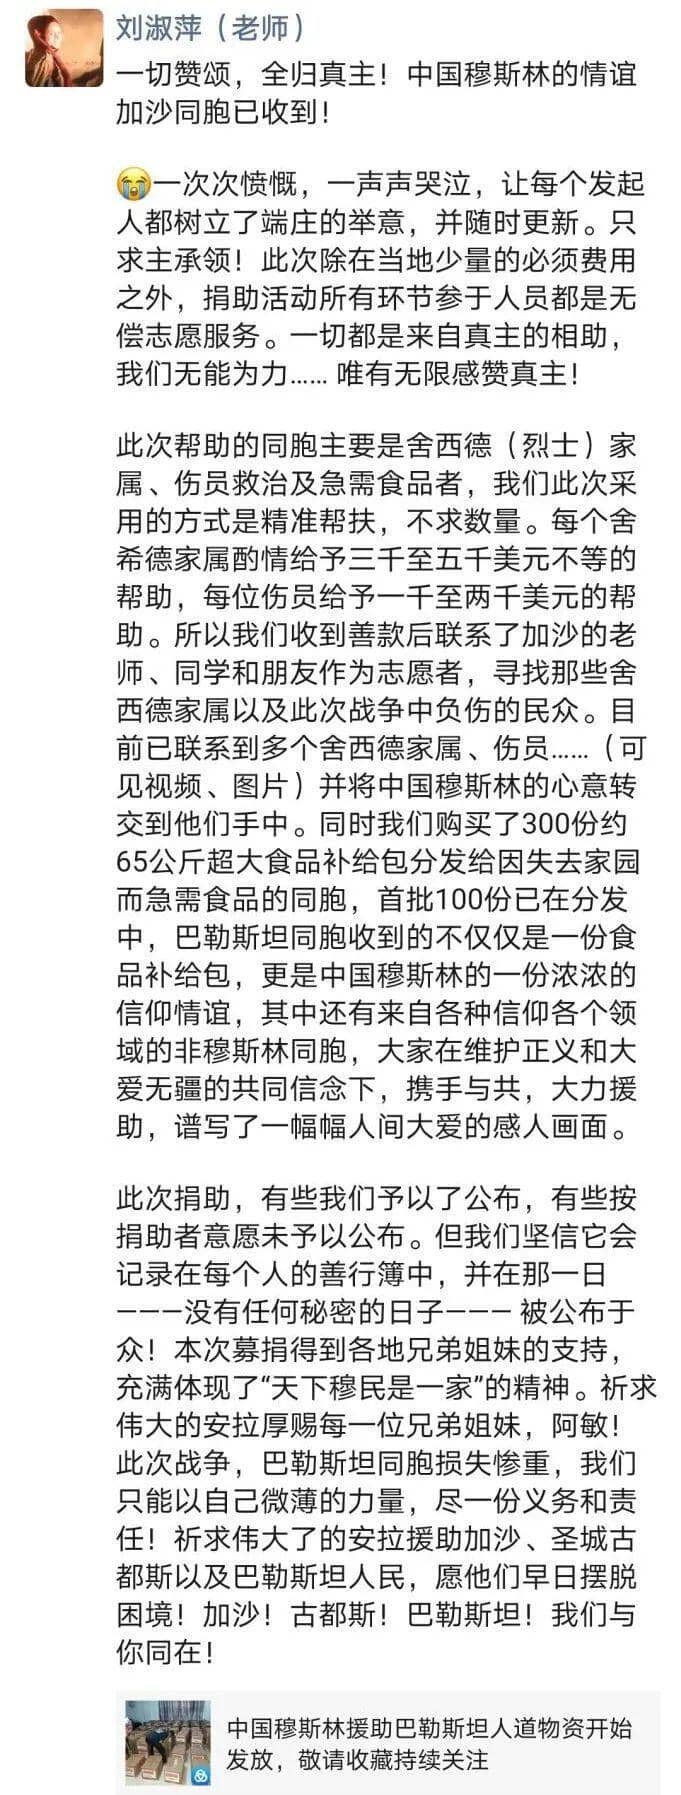 刘淑萍（老师）
一切赞颂，全归真主！中国穆斯林的情谊
加沙同胞已收到！
😭一次次愤慨，一声声哭泣，让每个发起
人都树立了端庄的举意，并随时更新。只
求主承领！此次除在当地少量的必须费用
之外，捐助活动所有环节参于人员都是无
偿志愿服务。一切都是来自真主的相助，
我们无能为力…… 唯有无限感赞真主！
此次帮助的同胞主要是舍西德（烈士）家
属、伤员救治及急需食品者，我们此次采
用的方式是精准帮扶，不求数量。每个舍
希德家属酌情给予三千至五千美元不等的
帮助，每位伤员给予一千至两千美元的帮
助。所以我们收到善款后联系了加沙的老
师、同学和朋友作为志愿者，寻找那些舍
西德家属以及此次战争中负伤的民众。目
前已联系到多个舍西德家属、伤员……（可
见视频、图片）并将中国穆斯林的心意转
交到他们手中。同时我们购买了300份约
65公斤超大食品补给包分发给因失去家园
而急需食品的同胞，首批100份已在分发
中，巴勒斯坦同胞收到的不仅仅是一份食
品补给包，更是中国穆斯林的一份浓浓的
信仰情谊，其中还有来自各种信仰各个领
域的非穆斯林同胞，大家在维护正义和大
爱无疆的共同信念下，携手与共，大力援
助，谱写了一幅幅人间大爱的感人画面。
此次捐助，有些我们予以了公布，有些按
捐助者意愿未予以公布。但我们坚信它会
记录在每个人的善行簿中，并在那一日
———没有任何秘密的日子——— 被公布于
众！本次募捐得到各地兄弟姐妹的支持，
充满体现了“天下穆民是一家”的精神。祈求
伟大的安拉厚赐每一位兄弟姐妹，阿敏！
此次战争，巴勒斯坦同胞损失惨重，我们
只能以自己微薄的力量，尽一份义务和责
任！祈求伟大了的安拉援助加沙、圣城古
都斯以及巴勒斯坦人民，愿他们早日摆脱
困境！加沙！古都斯！巴勒斯坦！我们与
你同在！
中国穆斯林援助巴勒斯坦人道物资开始
发放，敬请收藏持续关注